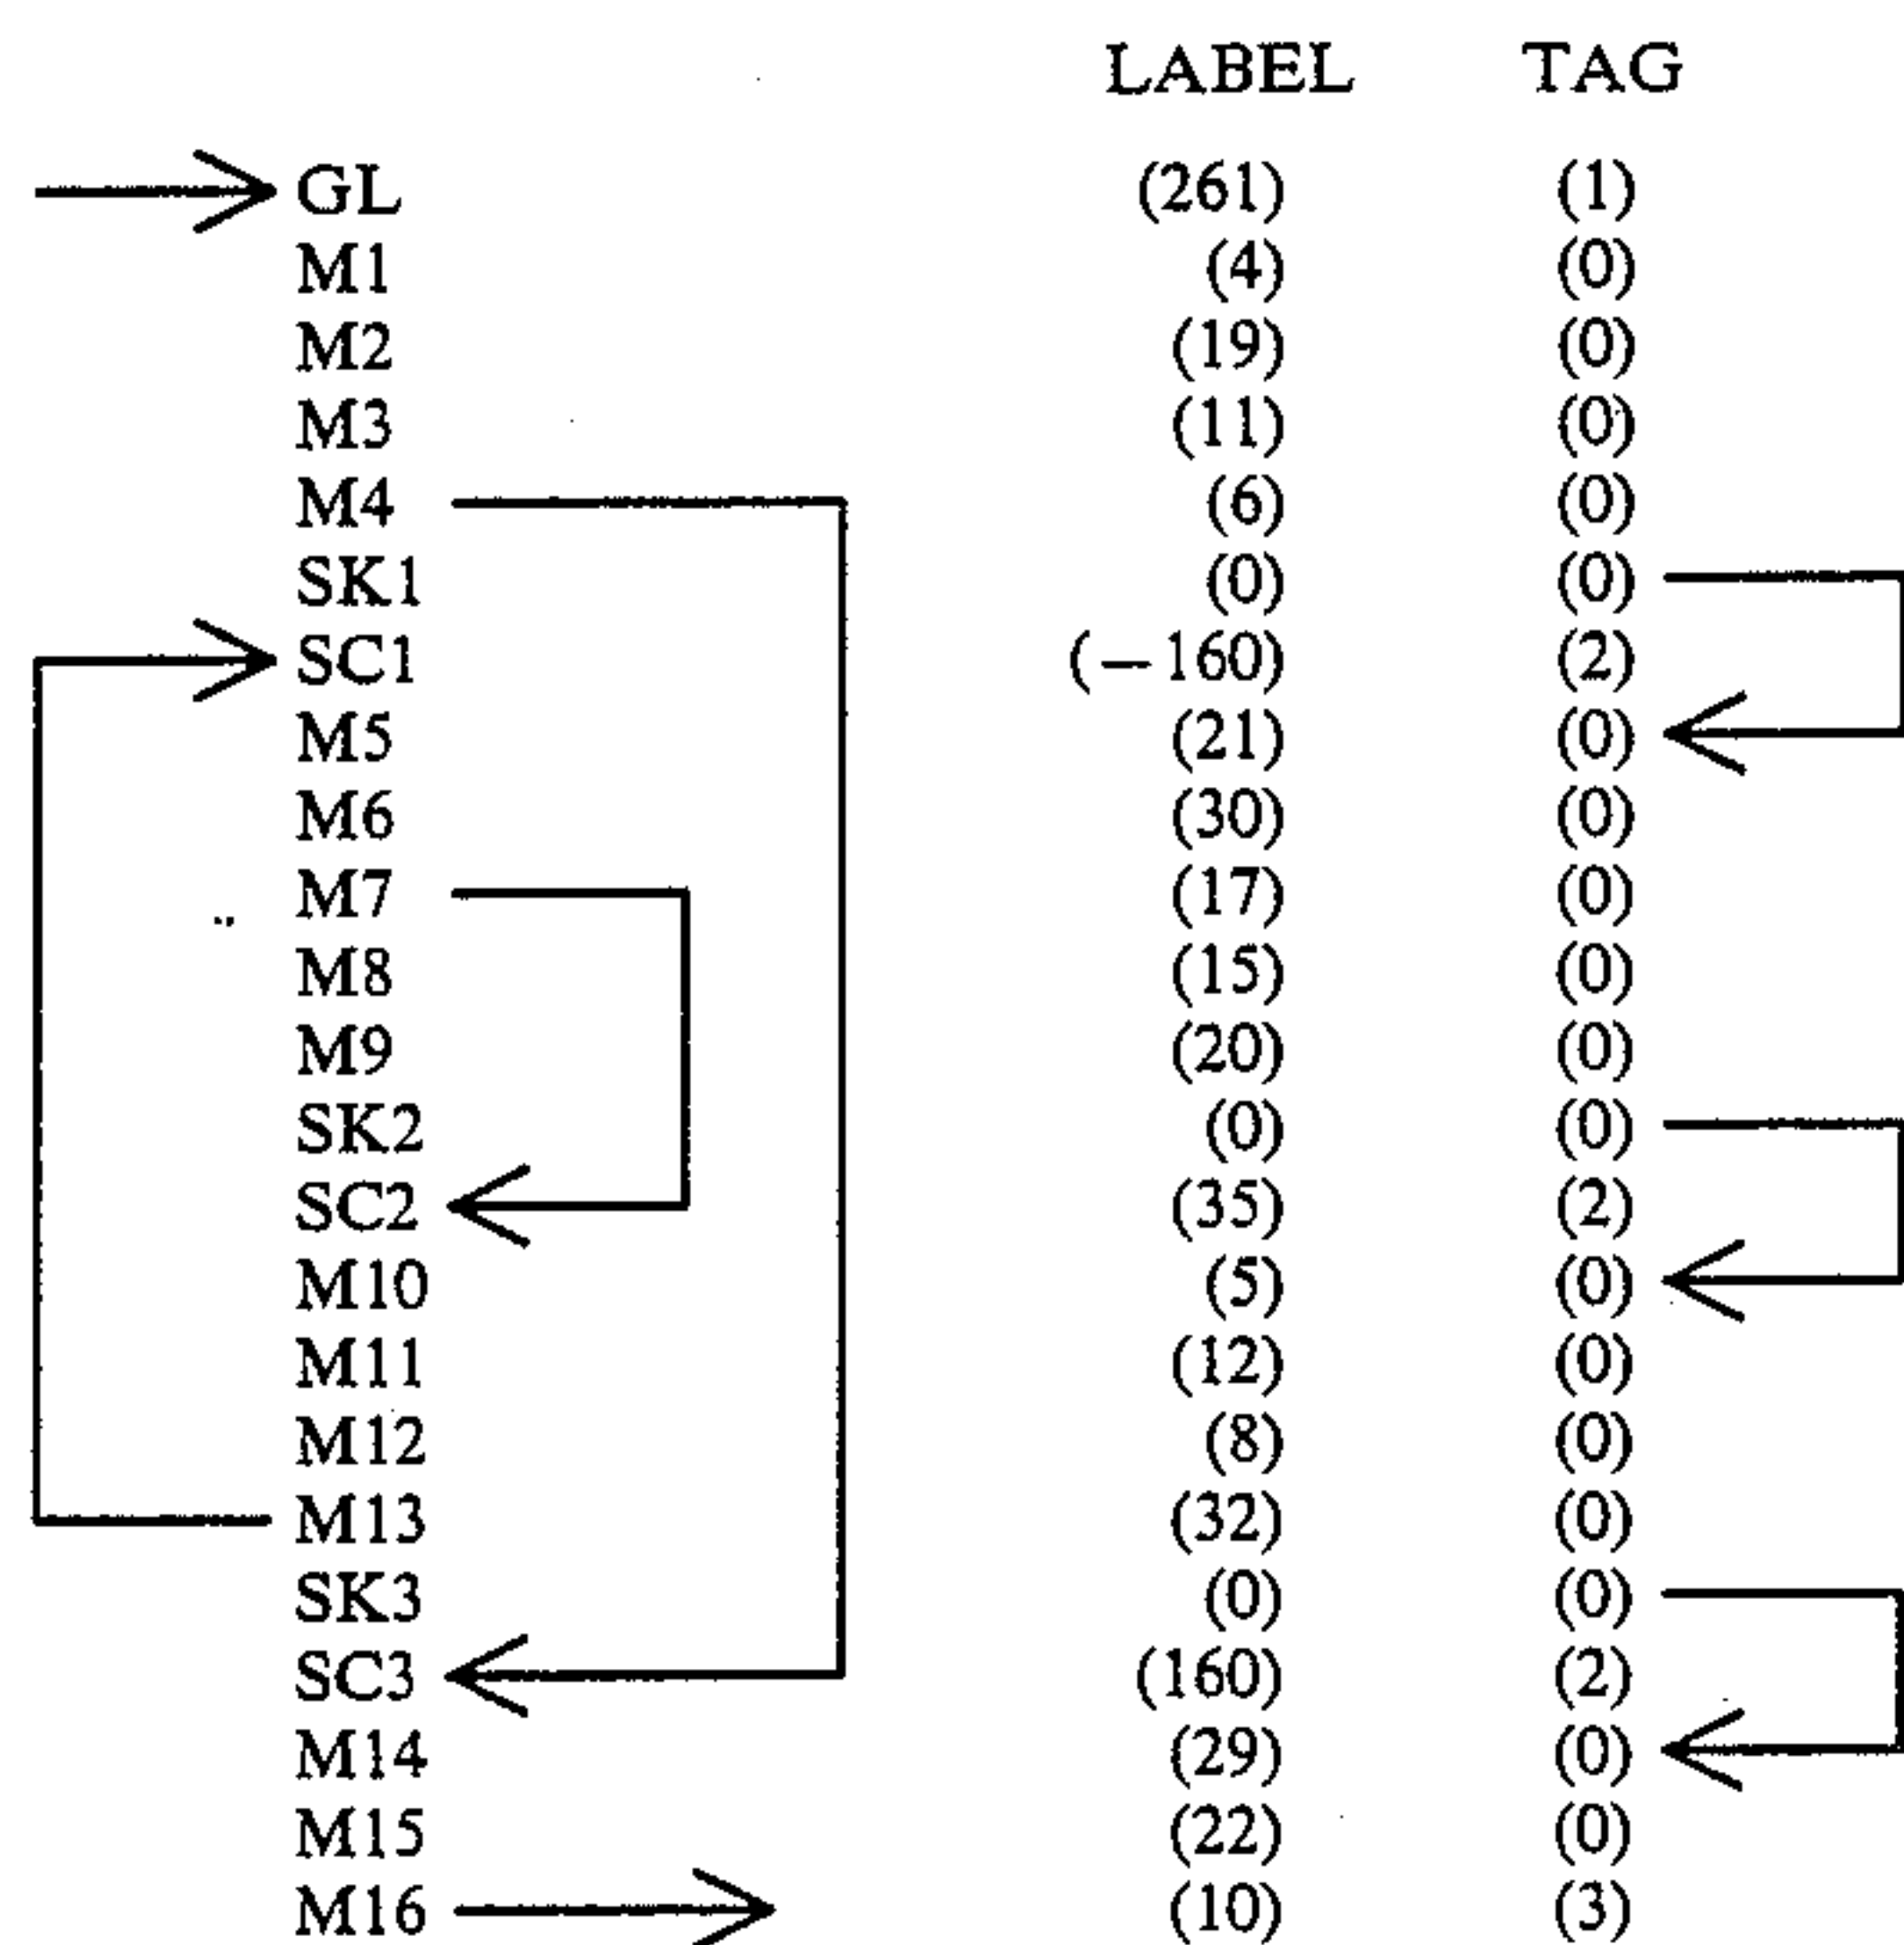 LABEL TAG
GL (261) (1)
M1 (4) (0)
M2 (19) (0)
M3 (11) (0)
M4 (6) (0)
SK1 (0) (0)
SC1 (−160) (2)
M5 (21) (0)
M6 (30) (0)
M7 (17) (0)
M8 (15) (0)
M9 (20) (0)
SK2 (0) (0)
SC2 (35) (2)
M10 (5) (0)
M11 (12) (0)
M12 (8) (0)
M13 (32) (0)
SK3 (0) (0)
SC3 (160) (2)
M14 (29) (0)
M15 (22) (0)
M16 (10) (3)